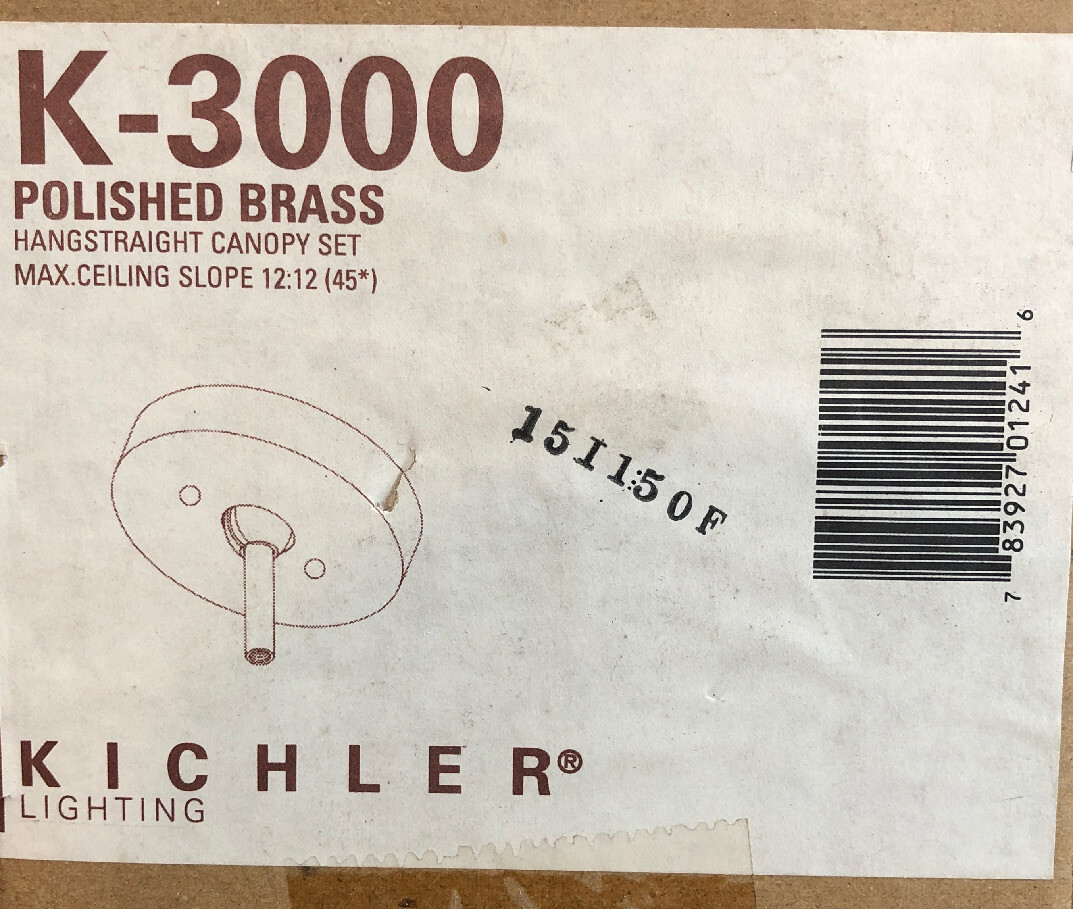 K-3000
POLISHED BRASS
HANGSTRAIGHT CANOPY SET
MAX.CEILING SLOPE 12:12 (45*)
15I150F
7 83927 01241 6
KICHLER®
LIGHTING